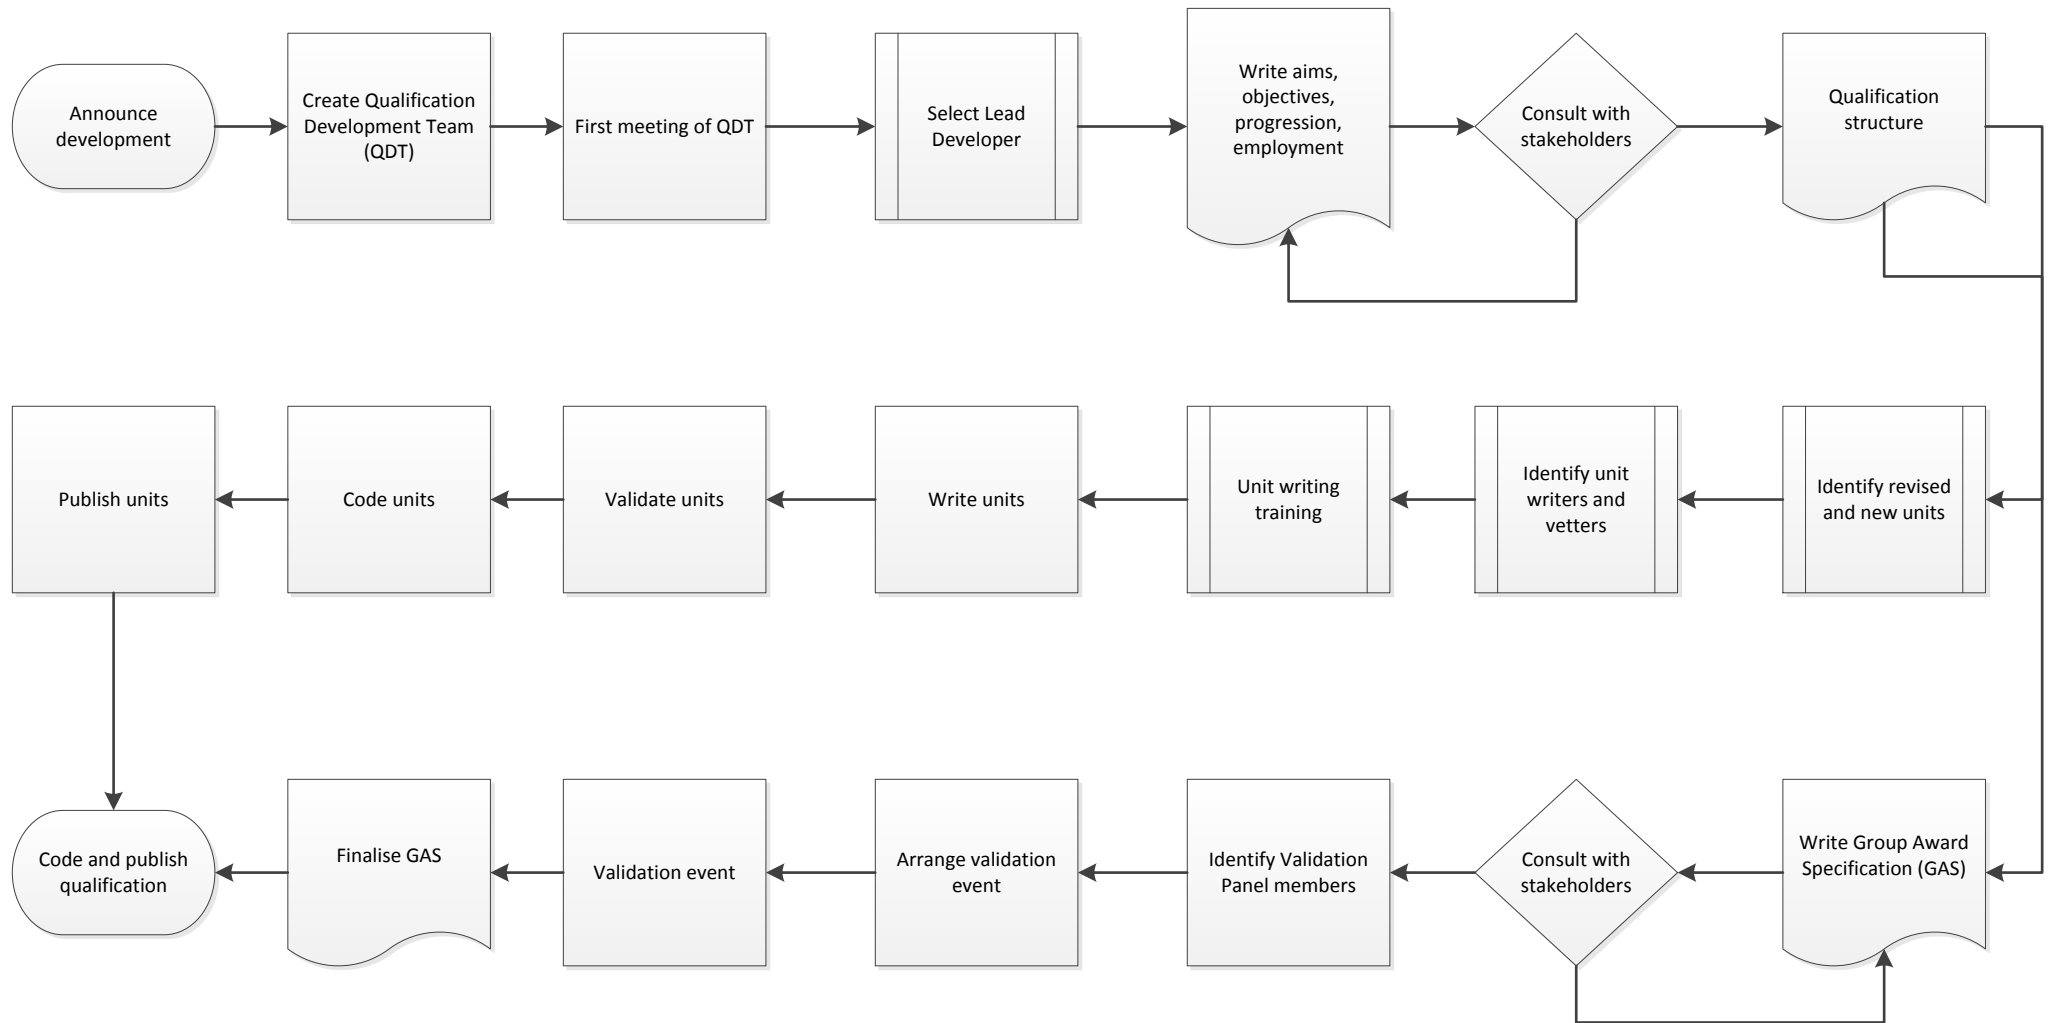 Announce
development
Create Qualification
Development Team
(QDT)
First meeting of QDT
Select Lead
Developer
Write aims,
objectives,
progression,
employment
Consult with
stakeholders
Qualification
structure
Publish units
Code units
Validate units
Write units
Unit writing
training
Identify unit
writers and
vetters
Identify revised
and new units
Code and publish
qualification
Finalise GAS
Validation event
Arrange validation
event
Identify Validation
Panel members
Consult with
stakeholders
Write Group Award
Specification (GAS)